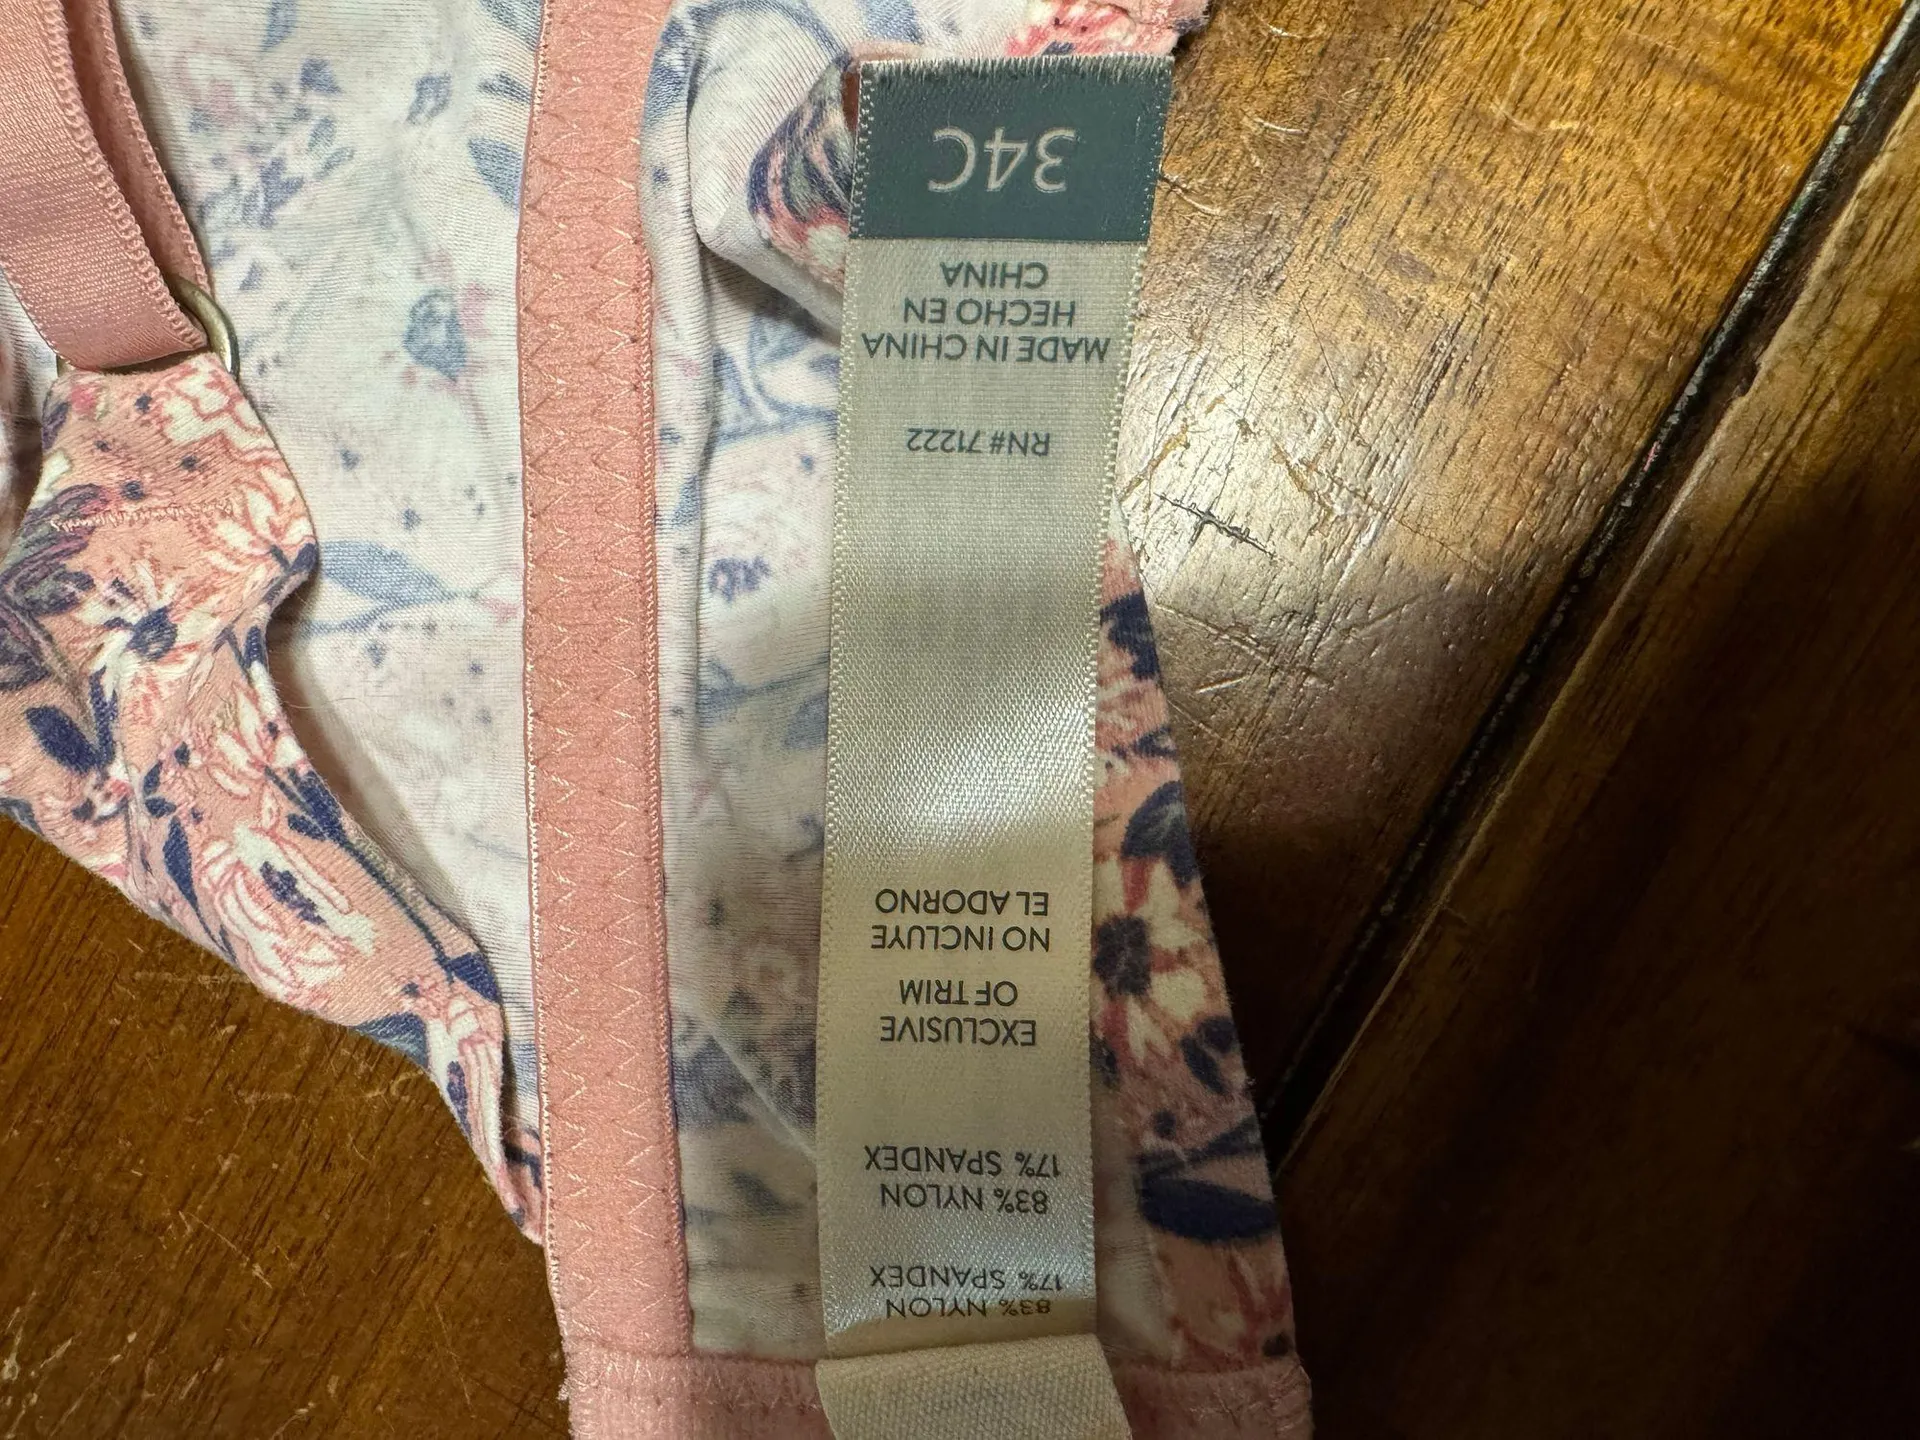 34C
MADE IN CHINA
HECHO EN
CHINA
RN# 71222
83% NYLON
17% SPANDEX
83% NYLON
17% SPANDEX
EXCLUSIVE
OF TRIM
NO INCLUYE
EL ADORNO